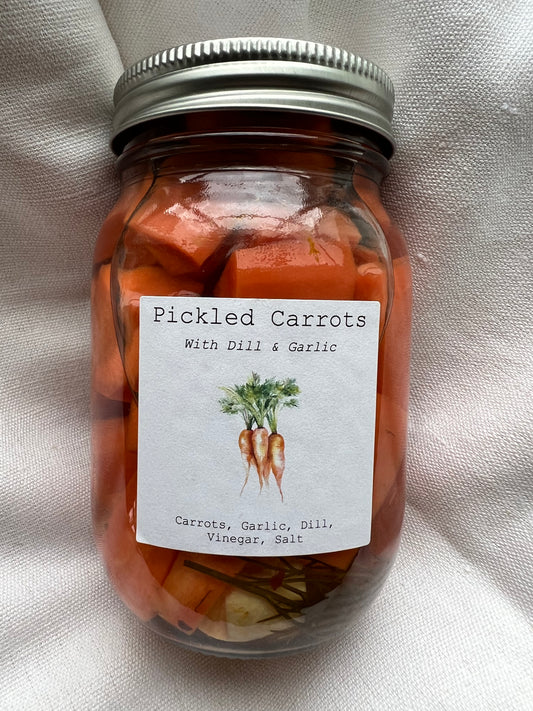 Pickled Carrots
With Dill & Garlic
Carrots, Garlic, Dill,
Vinegar, Salt